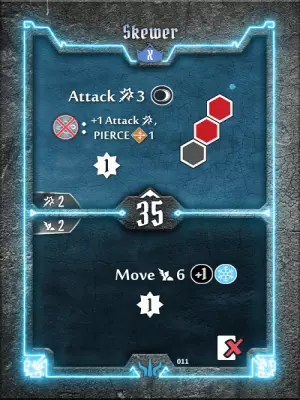 Skewer
X
Attack 3
+1 Attack,
PIERCE 1
1
2
35
2
Move 6 +1
1
011